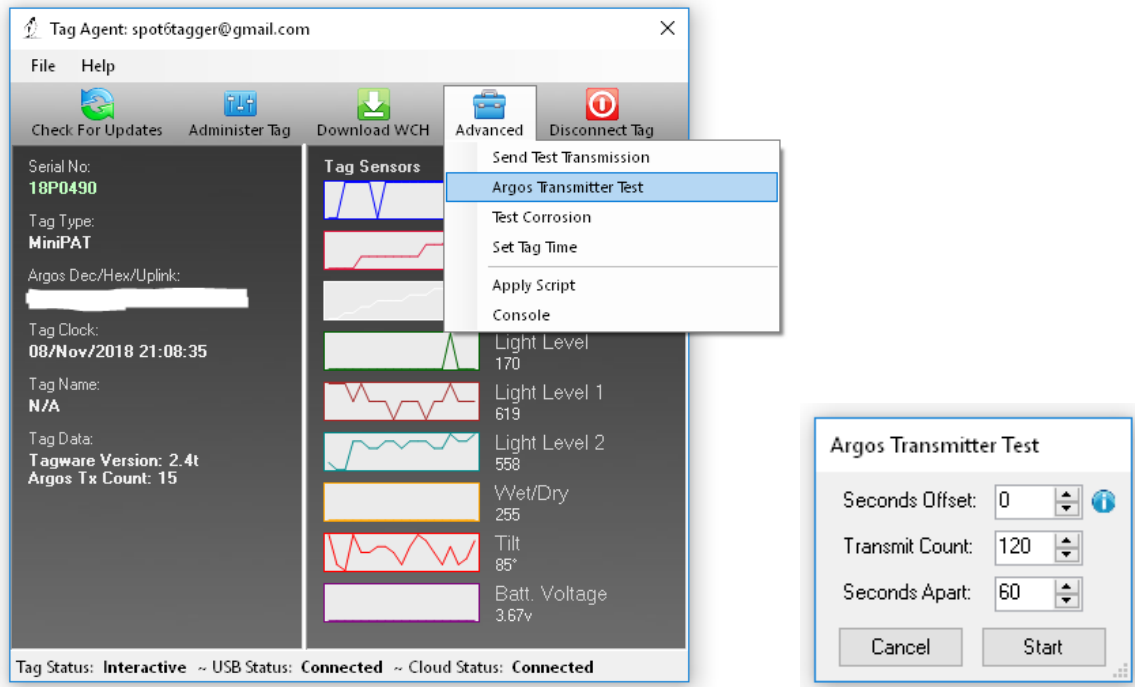 Tag Agent: spot6tagger@gmail.com
File Help
Check For Updates Administer Tag Download WCH Advanced Disconnect Tag
Send Test Transmission
Argos Transmitter Test
Test Corrosion
Set Tag Time
Apply Script
Console
Serial No:
18P0490
Tag Type:
MiniPAT
Argos Dec/Hex/Uplink:
Tag Clock:
08/Nov/2018 21:08:35
Tag Name:
N/A
Tag Data:
Tagware Version: 2.4t
Argos Tx Count: 15
Tag Sensors
Light Level
170
Light Level 1
619
Light Level 2
558
Wet/Dry
255
Tilt
85°
Batt. Voltage
3.67v
Tag Status: Interactive ~ USB Status: Connected ~ Cloud Status: Connected
Argos Transmitter Test
Seconds Offset: 0
Transmit Count: 120
Seconds Apart: 60
Cancel Start